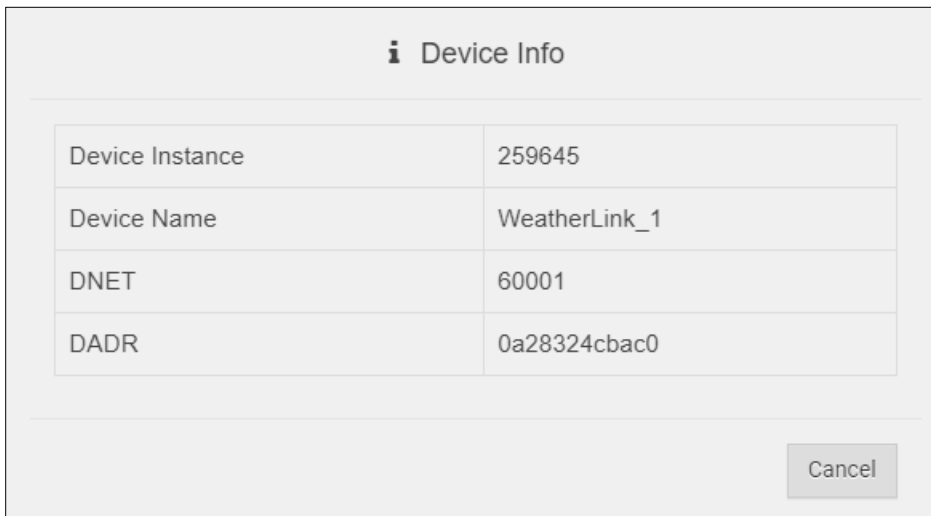 Device Info
Device Instance 259645
Device Name WeatherLink_1
DNET 60001
DADR 0a28324cbac0
Cancel